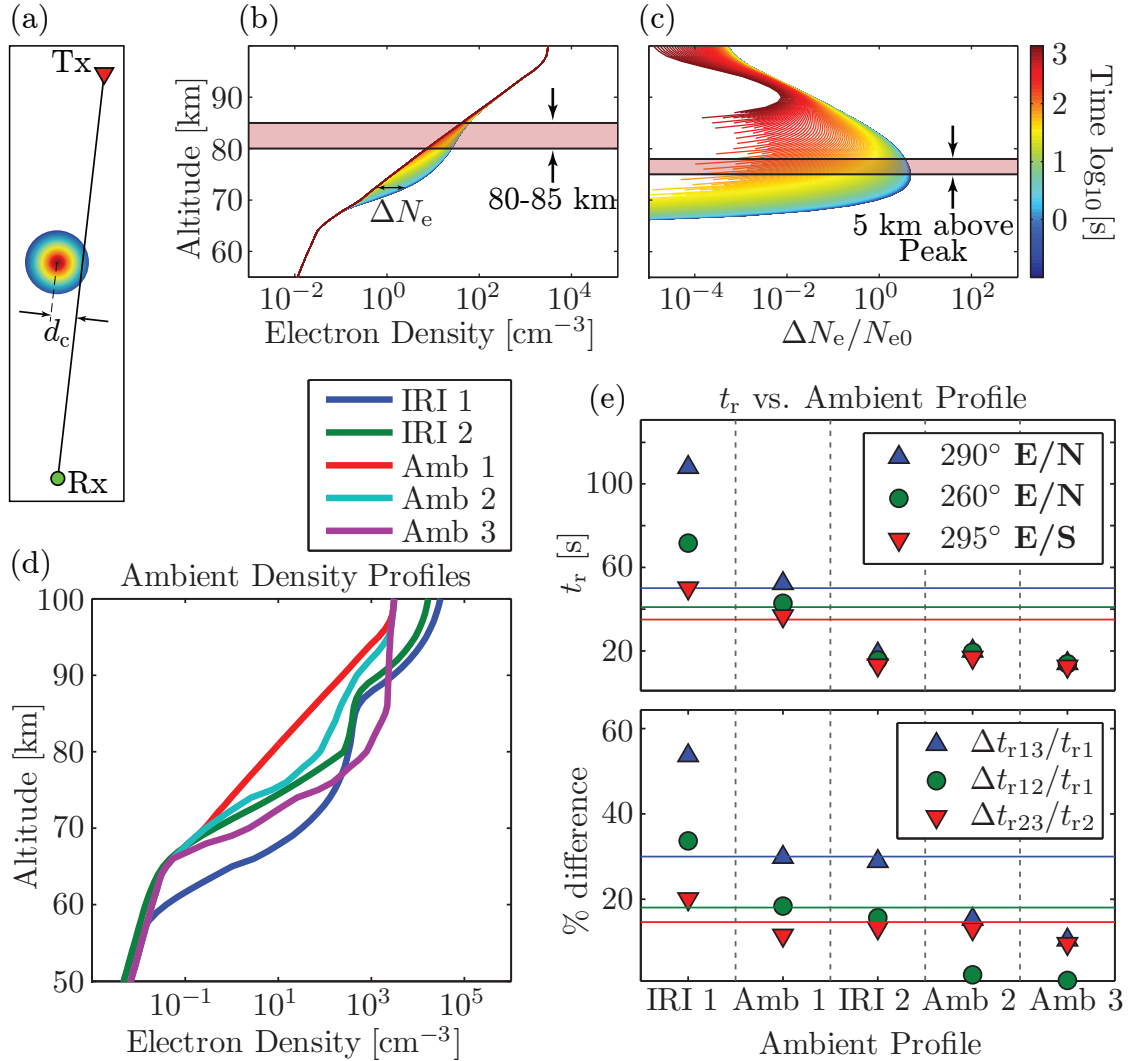 (a)
Tx
d_c
Rx
(b)
Altitude [km]
90
80
70
60
80-85 km
ΔN_e
10^−2 10^0 10^2
Electron Density [cm^−3]
(c)
5 km above
Peak
10^−4 10^−2 10^0 10^2
ΔN_e/N_e0
3
2
1
0
Time log_10[s]
IRI 1
IRI 2
Amb 1
Amb 2
Amb 3
(d)
Ambient Density Profiles
Altitude [km]
100
90
80
70
60
50
10^−1 10^1 10^3 10^5
Electron Density [cm^−3]
(e)
t_r vs. Ambient Profile
290° E/N
260° E/N
295° E/S
t_r [s]
100
60
20
Δt_r13/t_r1
Δt_r12/t_r1
Δt_r23/t_r2
% difference
60
40
20
IRI 1 Amb 1 IRI 2 Amb 2 Amb 3
Ambient Profile